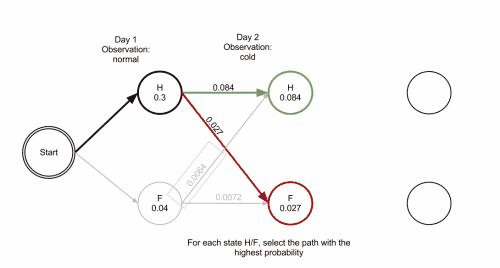 Day 1
Observation:
normal
Day 2
Observation:
cold
H
0.3
0.084
H
0.084
0.027
Start
0.0064
F
0.04
0.0072
F
0.027
For each state H/F, select the path with the
highest probability